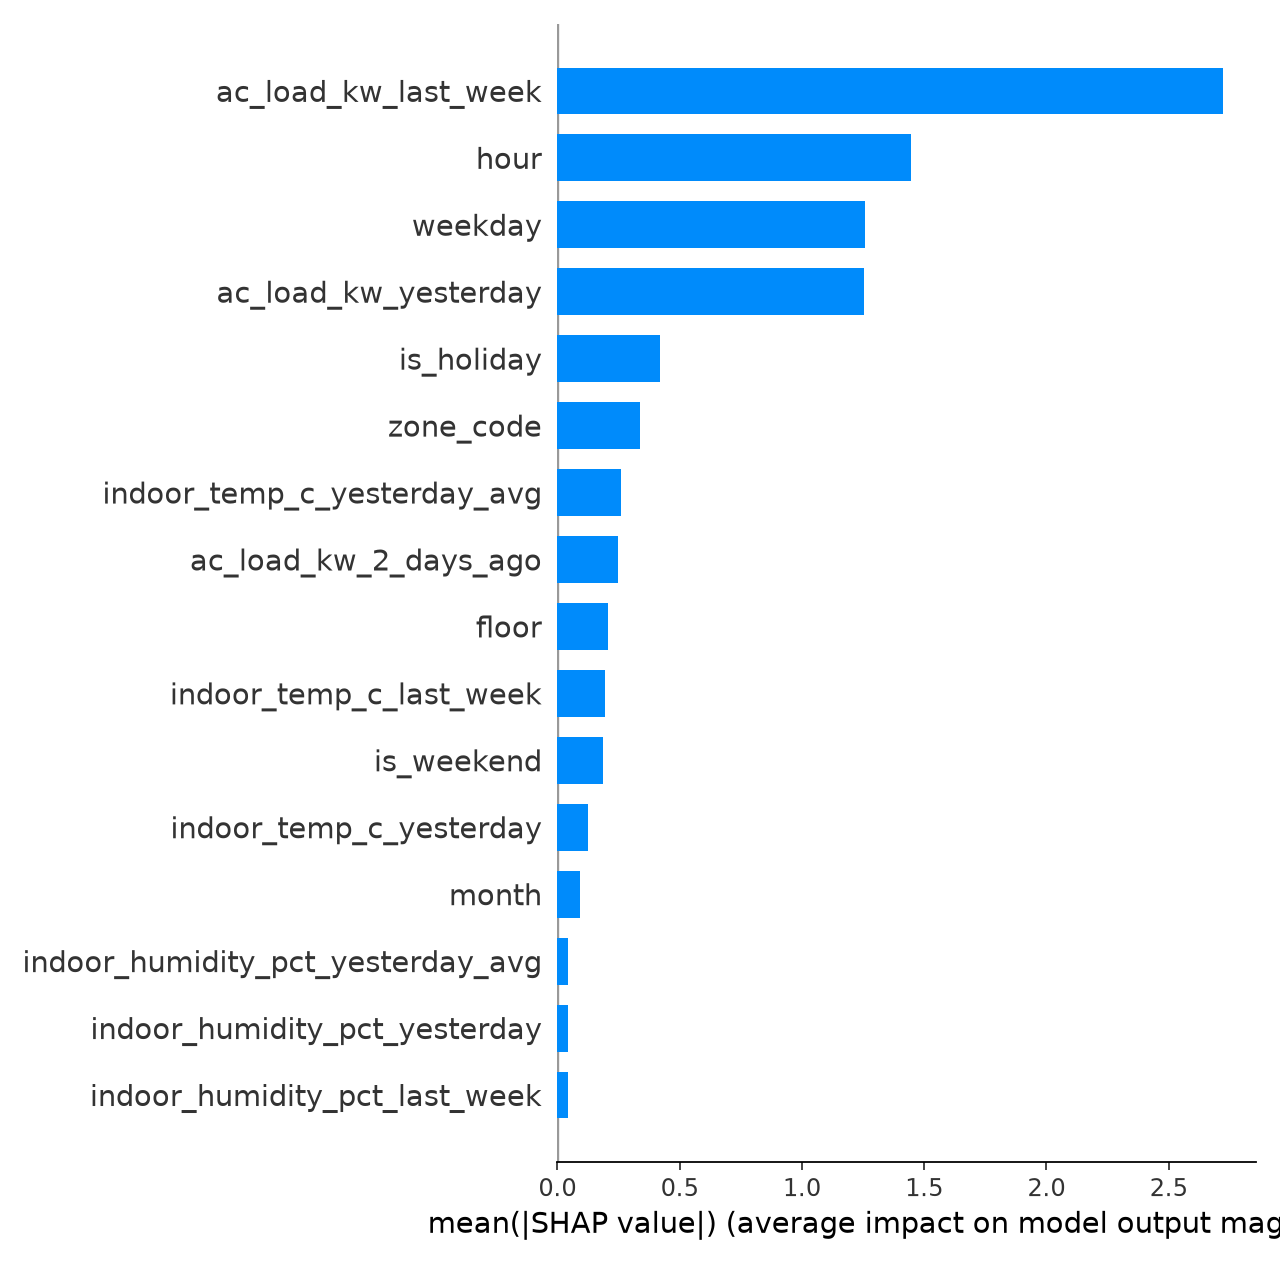 ac_load_kw_last_week
hour
weekday
ac_load_kw_yesterday
is_holiday
zone_code
indoor_temp_c_yesterday_avg
ac_load_kw_2_days_ago
floor
indoor_temp_c_last_week
is_weekend
indoor_temp_c_yesterday
month
indoor_humidity_pct_yesterday_avg
indoor_humidity_pct_yesterday
indoor_humidity_pct_last_week
0.0 0.5 1.0 1.5 2.0 2.5
mean(|SHAP value|) (average impact on model output mag